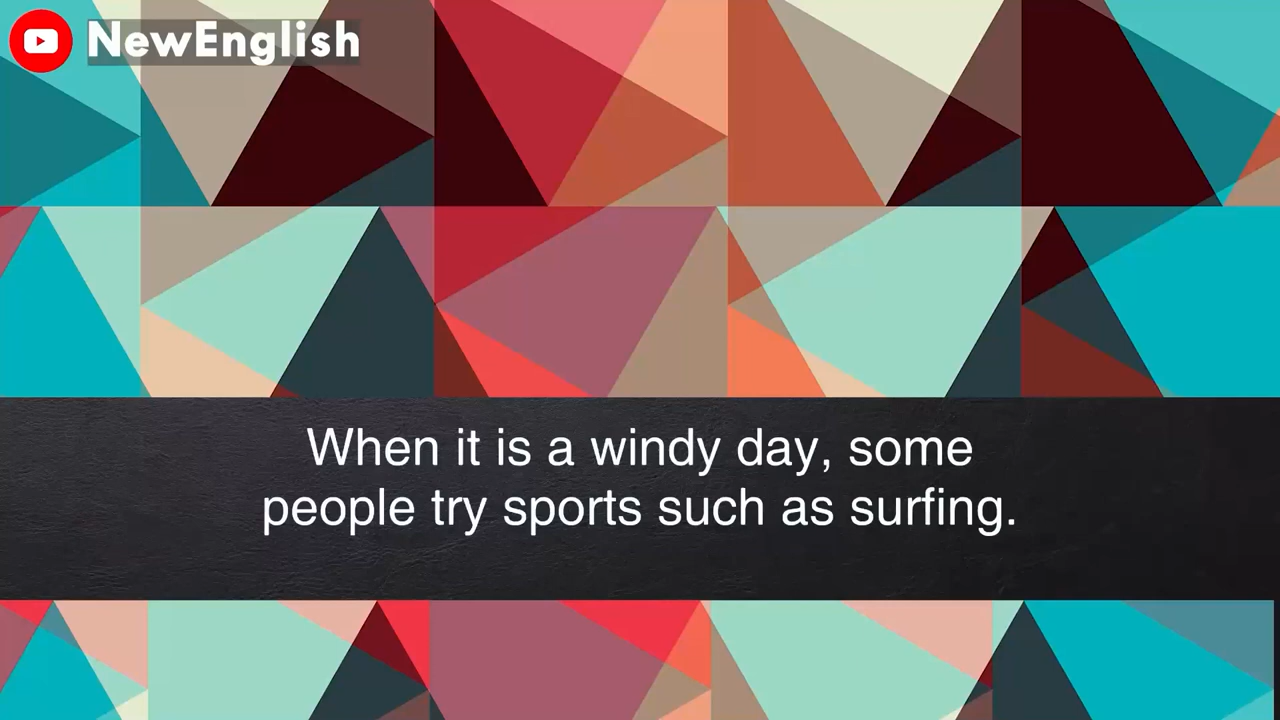 NewEnglish
When it is a windy day, some
people try sports such as surfing.